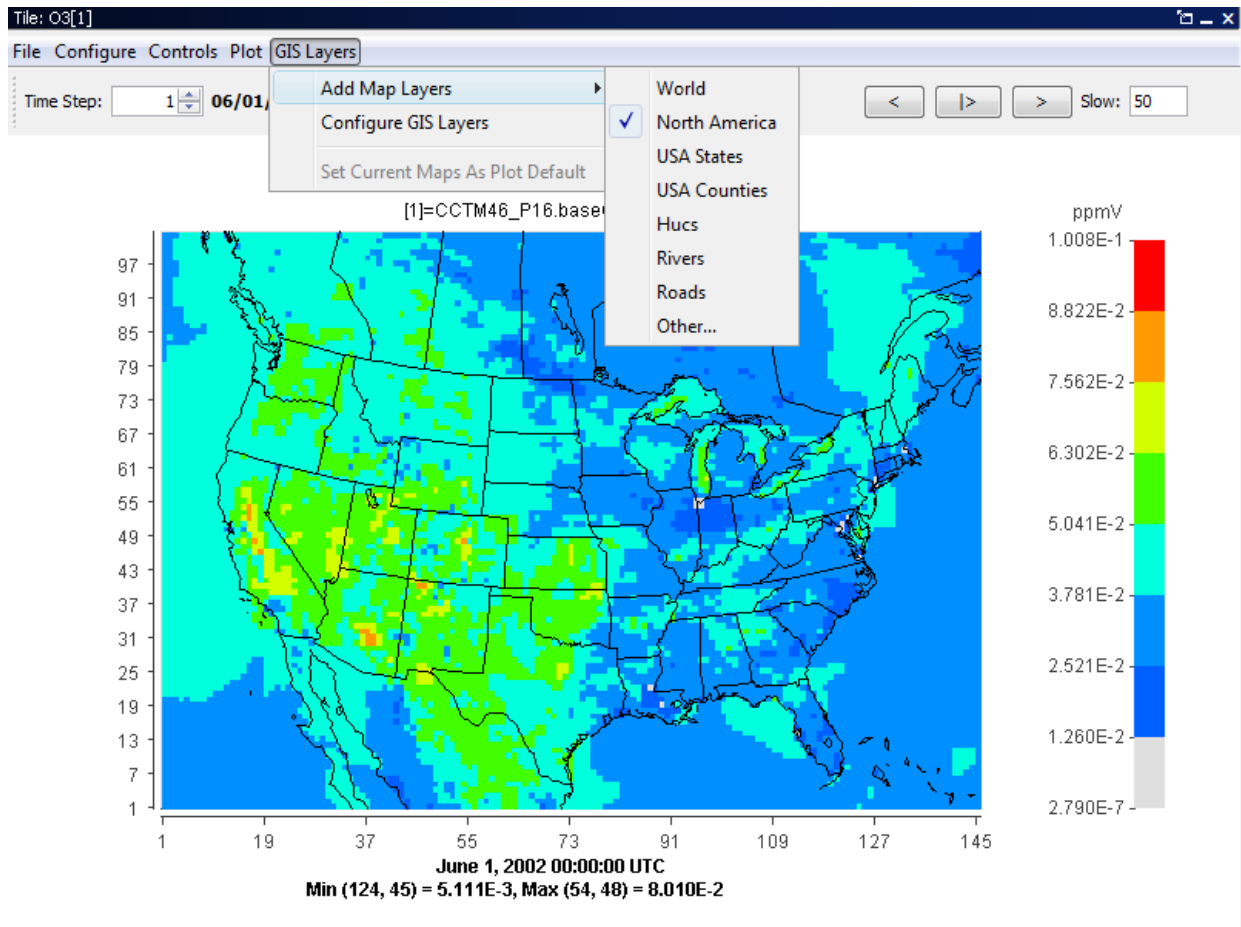 Tile: O3[1]
File Configure Controls Plot GIS Layers
Time Step: 1 06/01/ < |> > Slow: 50
Add Map Layers
Configure GIS Layers
Set Current Maps As Plot Default
World
North America
USA States
USA Counties
Hucs
Rivers
Roads
Other...
[1]=CCTM46_P16.base
ppmV
1.008E-1
8.822E-2
7.562E-2
6.302E-2
5.041E-2
3.781E-2
2.521E-2
1.260E-2
2.790E-7
97
91
85
79
73
67
61
55
49
43
37
31
25
19
13
7
1
1 19 37 55 73 91 109 127 145
June 1, 2002 00:00:00 UTC
Min (124, 45) = 5.111E-3, Max (54, 48) = 8.010E-2